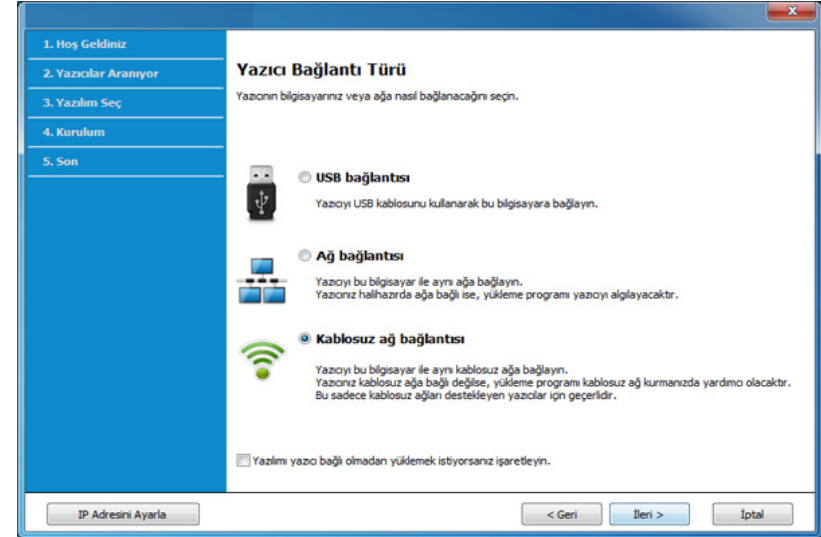 1. Hoş Geldiniz
2. Yazıcılar Aranıyor
3. Yazılım Seç
4. Kurulum
5. Son
Yazıcı Bağlantı Türü
Yazıcının bilgisayarınız veya ağa nasıl bağlanacağını seçin.
USB bağlantısı
Yazıcıyı USB kablosunu kullanarak bu bilgisayara bağlayın.
Ağ bağlantısı
Yazıcıyı bu bilgisayar ile aynı ağa bağlayın.
Yazıcınız halihazırda ağa bağlı ise, yükleme programı yazıcıyı algılayacaktır.
Kablosuz ağ bağlantısı
Yazıcıyı bu bilgisayar ile aynı kablosuz ağa bağlayın.
Yazıcınız kablosuz ağa bağlı değilse, yükleme programı kablosuz ağ kurmanızda yardımcı olacaktır.
Bu sadece kablosuz ağları destekleyen yazıcılar için geçerlidir.
Yazılımı yazıcı bağlı olmadan yüklemek istiyorsanız işaretleyin.
IP Adresini Ayarla
< Geri
İleri >
İptal